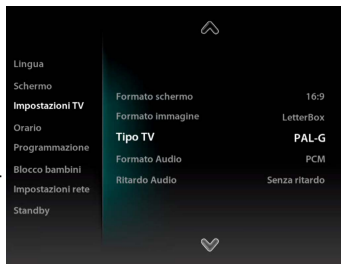 Lingua
Schermo
Impostazioni TV
Orario
Programmazione
Blocco bambini
Impostazioni rete
Standby
Formato schermo 16:9
Formato immagine LetterBox
Tipo TV PAL-G
Formato Audio PCM
Ritardo Audio Senza ritardo